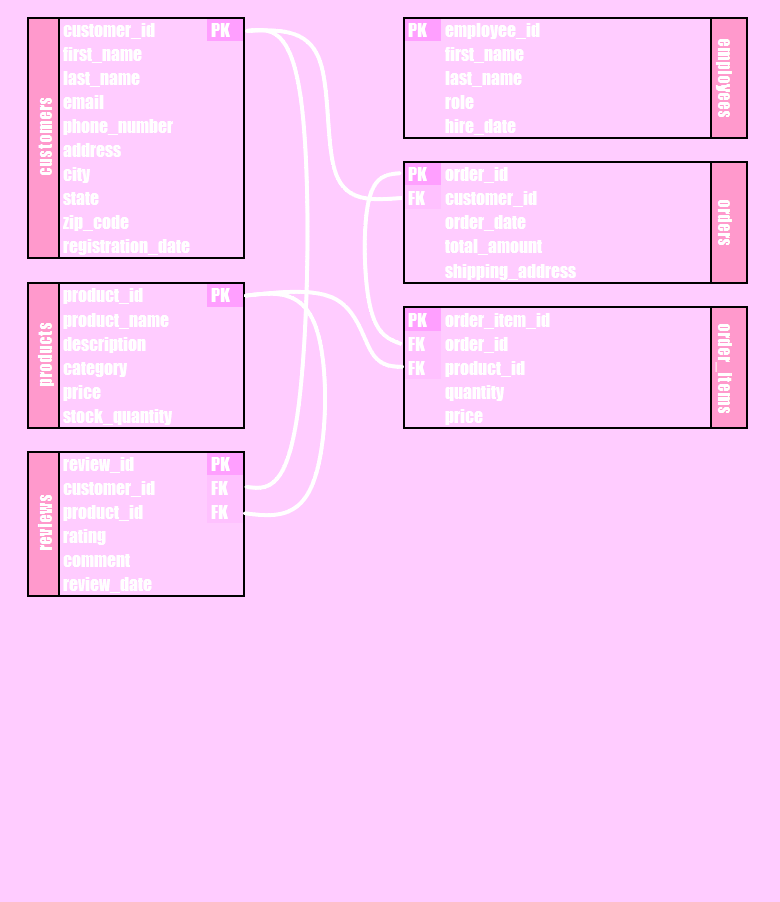 customers
customer_id PK
first_name
last_name
email
phone_number
address
city
state
zip_code
registration_date
products
product_id PK
product_name
description
category
price
stock_quantity
reviews
review_id PK
customer_id FK
product_id FK
rating
comment
review_date
employees
PK employee_id
first_name
last_name
role
hire_date
orders
PK order_id
FK customer_id
order_date
total_amount
shipping_address
order_items
PK order_item_id
FK order_id
FK product_id
quantity
price